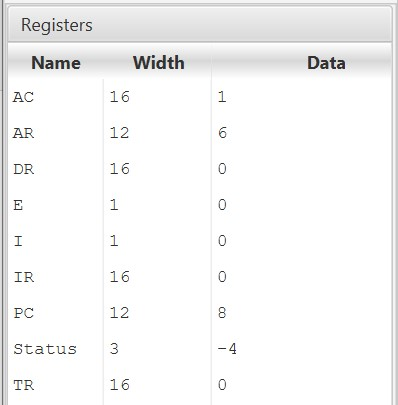 Registers
Name Width Data
AC 16 1
AR 12 6
DR 16 0
E 1 0
I 1 0
IR 16 0
PC 12 8
Status 3 -4
TR 16 0